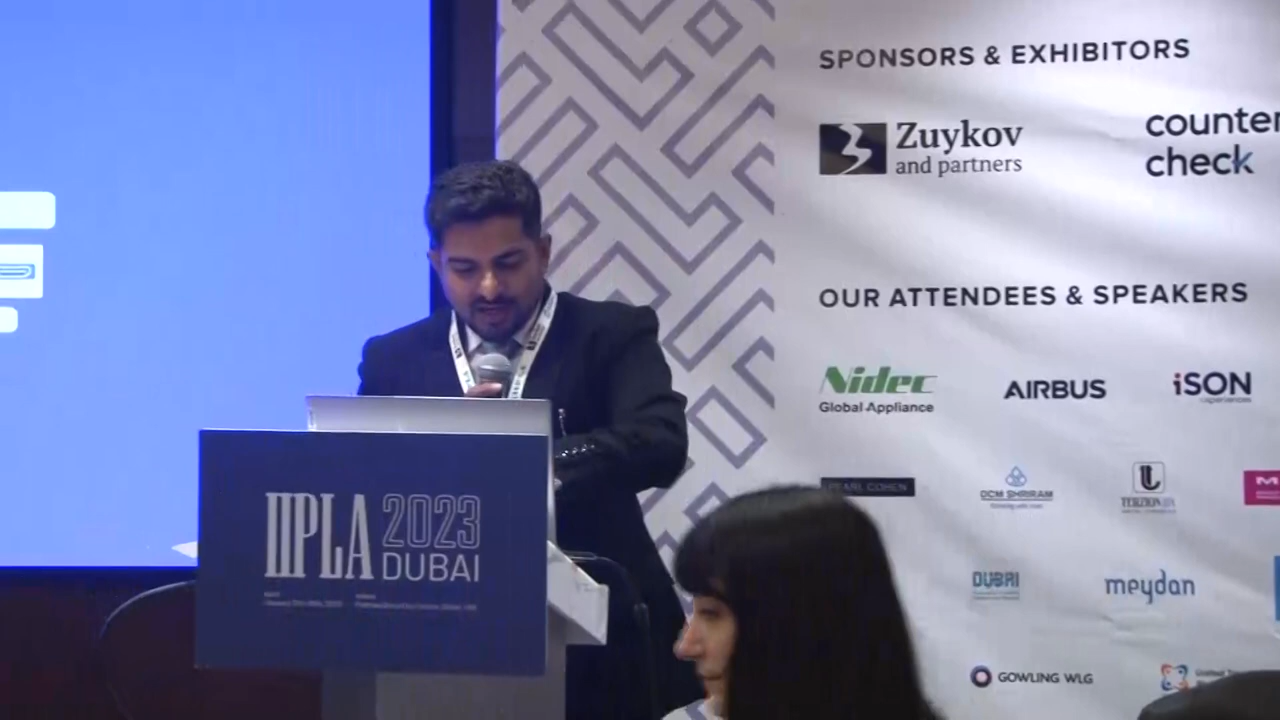 SPONSORS & EXHIBITORS
Zuykov
and partners
counter
check
OUR ATTENDEES & SPEAKERS
Nidec
Global Appliance
AIRBUS
iSON
experiences
PEARL COHEN
DCM SHRIRAM
DUBAI
meydan
GOWLING WLG
IIPLA 2023
DUBAI